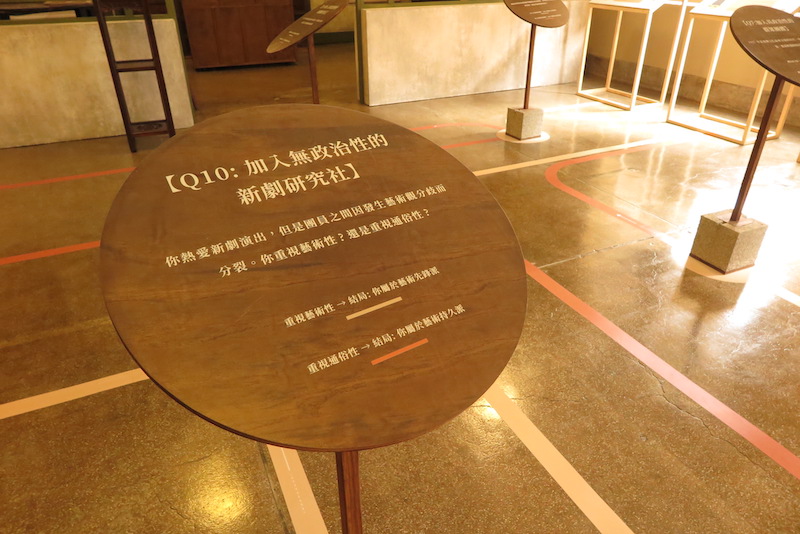 【Q10: 加入無政治性的
新劇研究社】
你熱愛新劇演出，但是團員之間因發生藝術觀分歧而
分裂。你重視藝術性？還是重視通俗性？
重視藝術性 → 結局: 你屬於藝術先鋒派
重視通俗性 → 結局: 你屬於藝術持久派